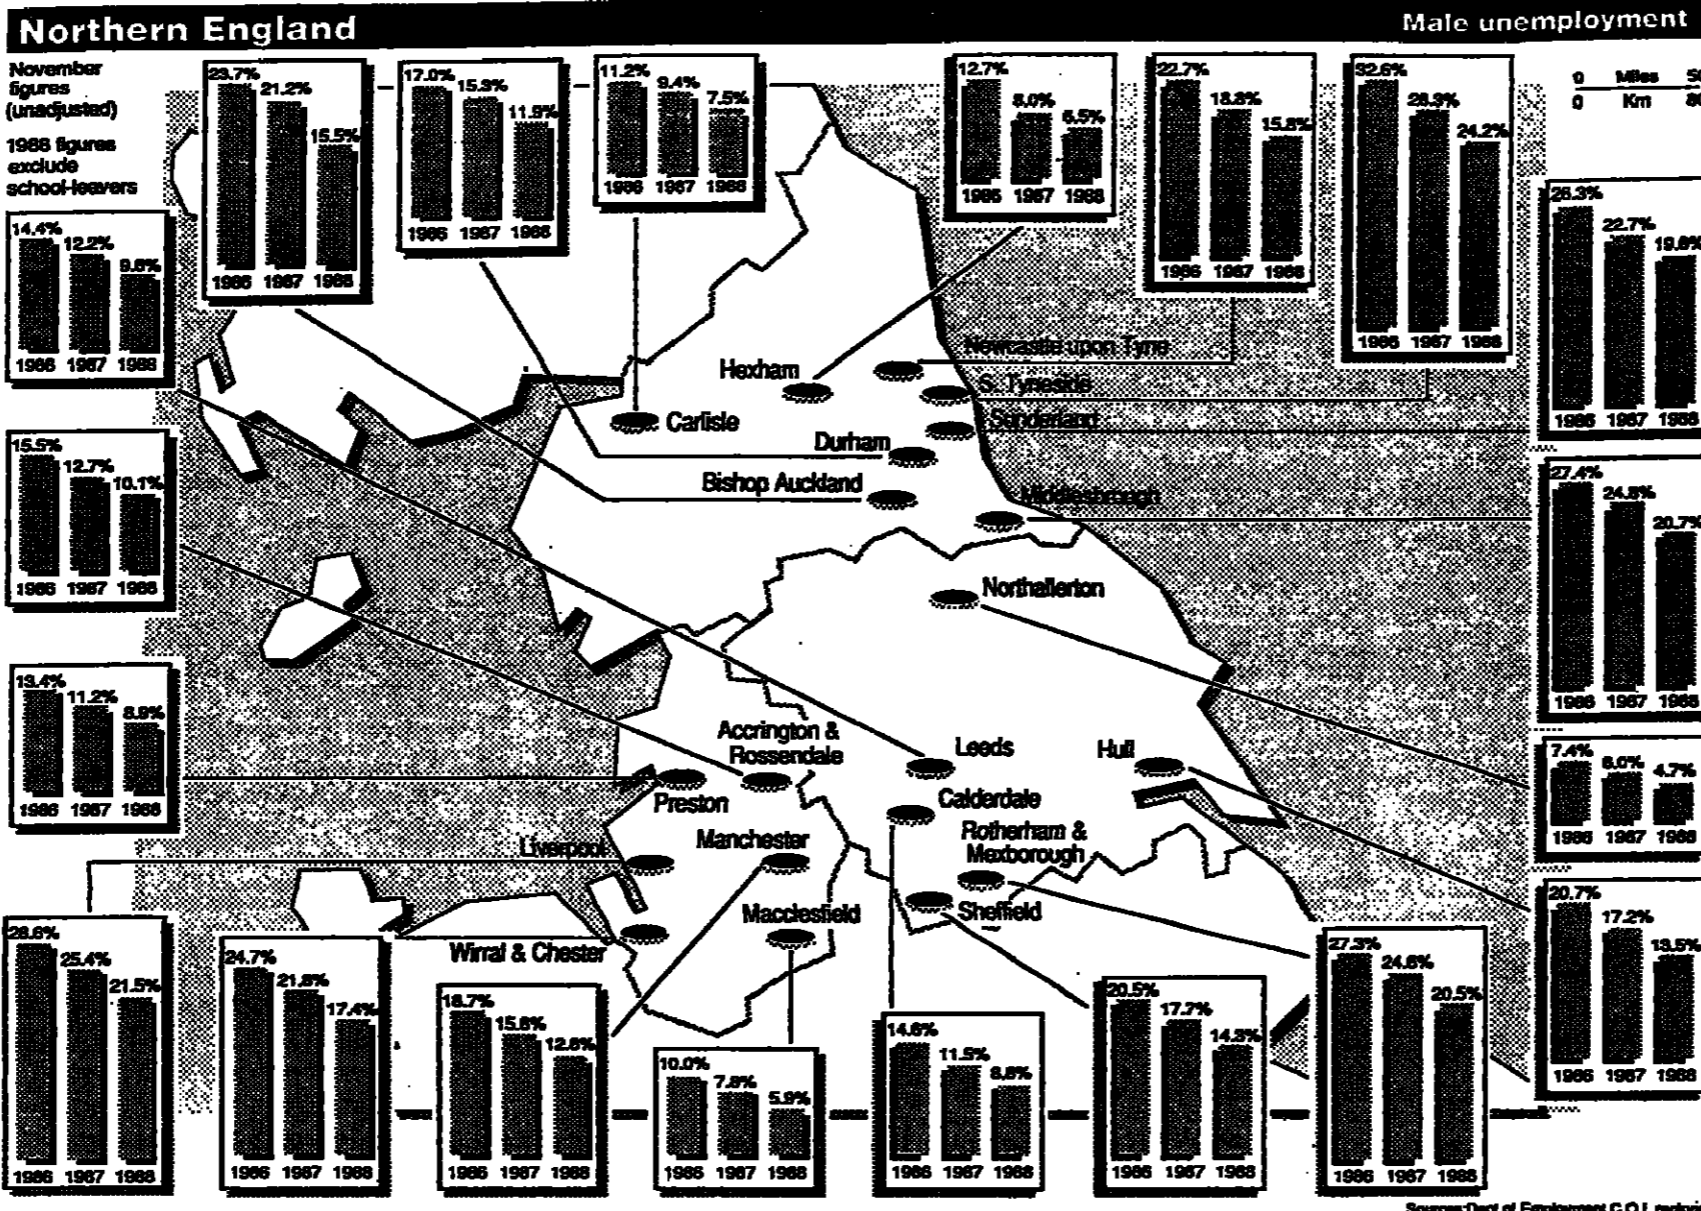 Northern England
Male unemployment
November
figures
(unadjusted)
1988 figures
exclude
school-leavers
0 Miles
0 Km
23.7% 21.2% 15.5%
1986 1987 1988
17.0% 15.3% 11.9%
1986 1987 1988
11.2% 9.4% 7.5%
1986 1987 1988
12.7% 8.0% 6.5%
1986 1987 1988
22.7% 18.8% 15.8%
1986 1987 1988
32.6% 28.3% 24.2%
1986 1987 1988
26.3% 22.7% 19.8%
1986 1987 1988
14.4% 12.2% 9.6%
1986 1987 1988
15.5% 12.7% 10.1%
1986 1987 1988
27.4% 24.8% 20.7%
1986 1987 1988
13.4% 11.2% 8.9%
1986 1987 1988
7.4% 6.0% 4.7%
1986 1987 1988
20.7% 17.2% 13.5%
1986 1987 1988
Newcastle upon Tyne
Hexham
S. Tyneside
Carlisle
Sunderland
Durham
Bishop Auckland
Middlesbrough
Northallerton
Accrington &
Rossendale
Leeds
Hull
Preston
Calderdale
Liverpool
Manchester
Rotherham &
Mexborough
Macclesfield
Sheffield
Wirral & Chester
28.6% 25.4% 21.5%
1986 1987 1988
24.7% 21.8% 17.4%
1986 1987 1988
18.7% 15.6% 12.8%
1986 1987 1988
10.0% 7.8% 5.9%
1986 1987 1988
14.6% 11.5% 8.8%
1986 1987 1988
20.5% 17.7% 14.3%
1986 1987 1988
27.3% 24.6% 20.5%
1986 1987 1988
Sources: Dept of Employment C.O.I.